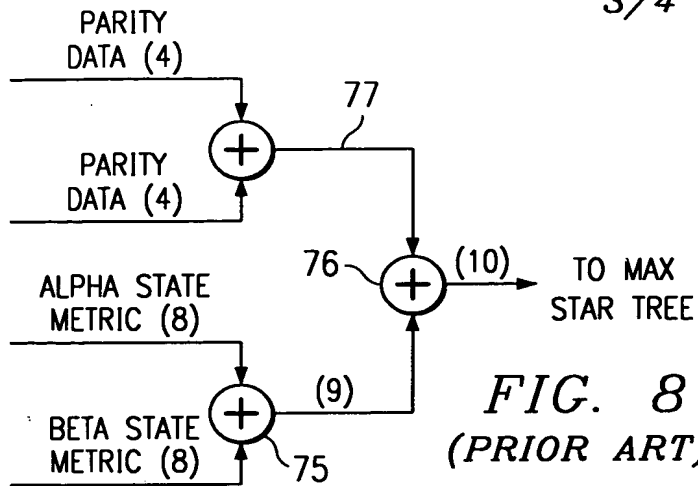 3/4
PARITY
DATA (4)
77
PARITY
DATA (4)
76
(10)
TO MAX
STAR TREE
ALPHA STATE
METRIC (8)
(9)
BETA STATE
METRIC (8)
75
FIG. 8
(PRIOR ART)